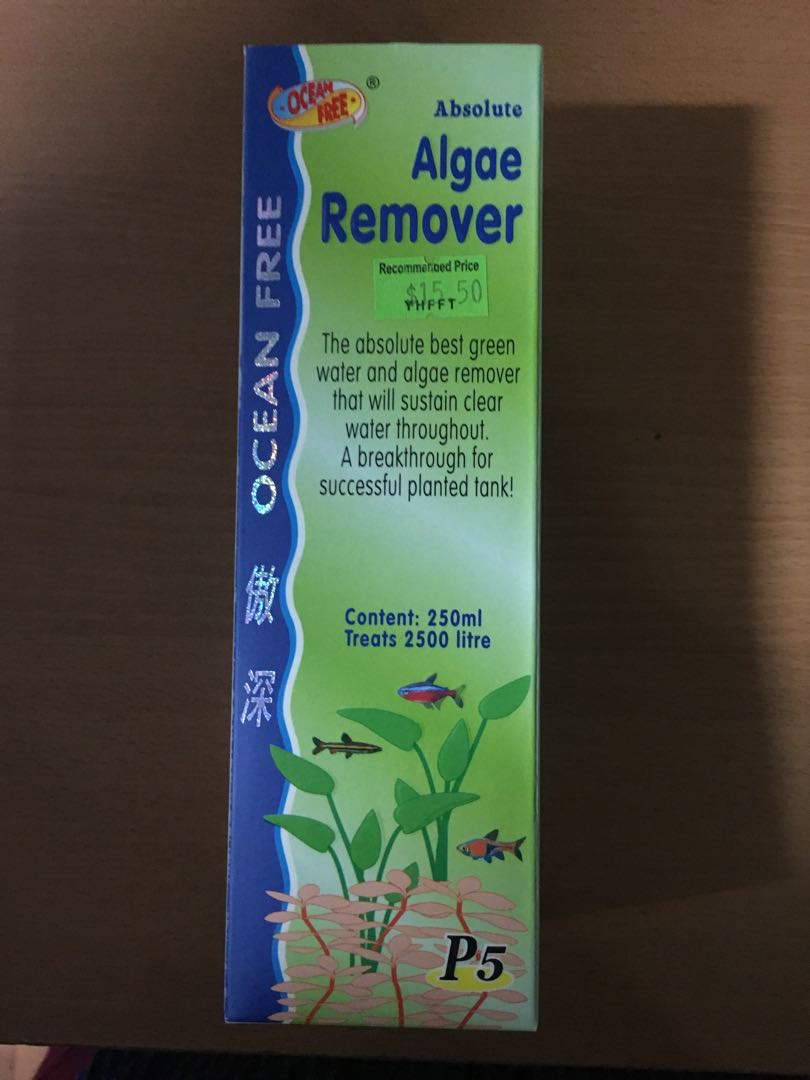 OCEAN
FREE
®
Absolute
Algae
Remover
Recommended Price
$15.50
YHFFT
The absolute best green
water and algae remover
that will sustain clear
water throughout.
A breakthrough for
successful planted tank!
Content: 250ml
Treats 2500 litre
P5
深傲 OCEAN FREE